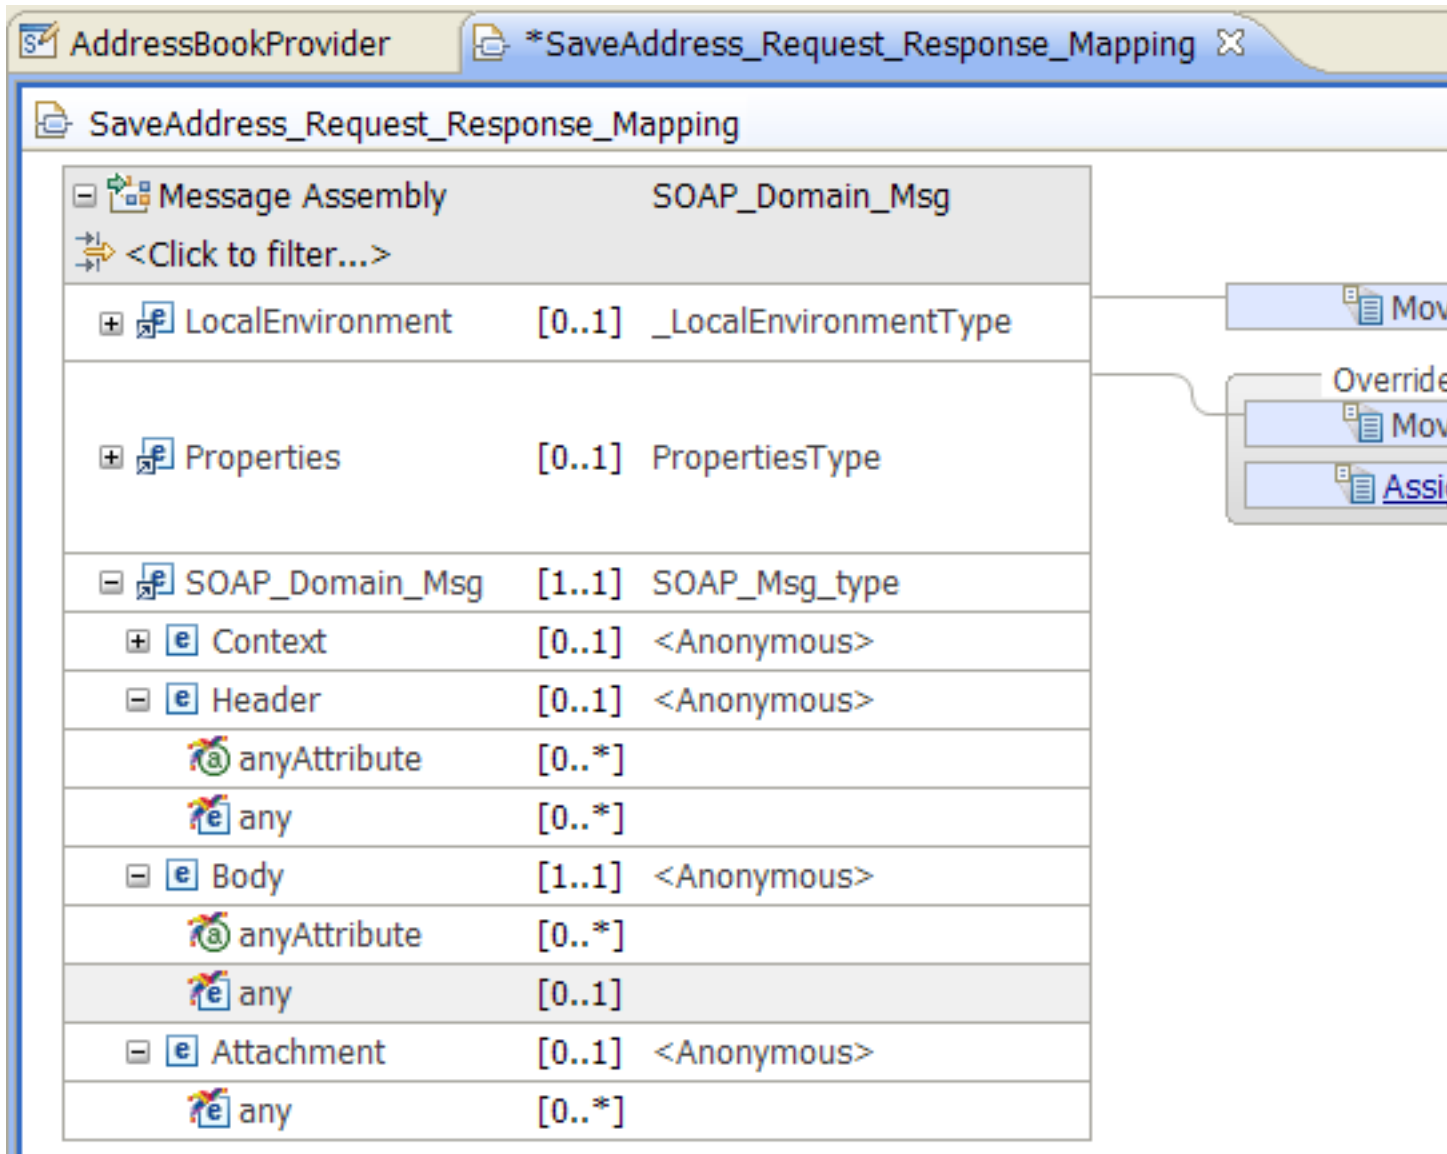 AddressBookProvider *SaveAddress_Request_Response_Mapping
SaveAddress_Request_Response_Mapping
Message Assembly SOAP_Domain_Msg
<Click to filter...>
LocalEnvironment [0..1] _LocalEnvironmentType
Override
Properties [0..1] PropertiesType
SOAP_Domain_Msg [1..1] SOAP_Msg_type
Context [0..1] <Anonymous>
Header [0..1] <Anonymous>
anyAttribute [0..*]
any [0..*]
Body [1..1] <Anonymous>
anyAttribute [0..*]
any [0..1]
Attachment [0..1] <Anonymous>
any [0..*]